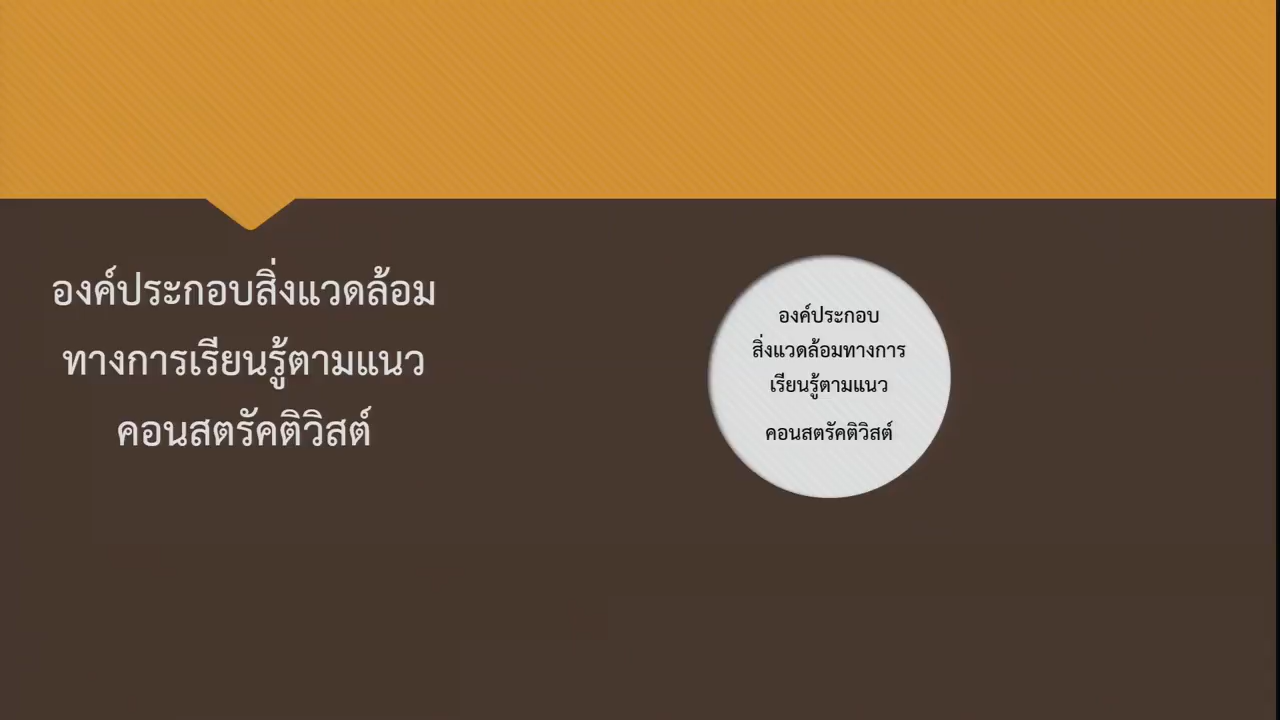 องค์ประกอบสิ่งแวดล้อม
ทางการเรียนรู้ตามแนว
คอนสตรัคติวิสต์
องค์ประกอบ
สิ่งแวดล้อมทางการ
เรียนรู้ตามแนว
คอนสตรัคติวิสต์